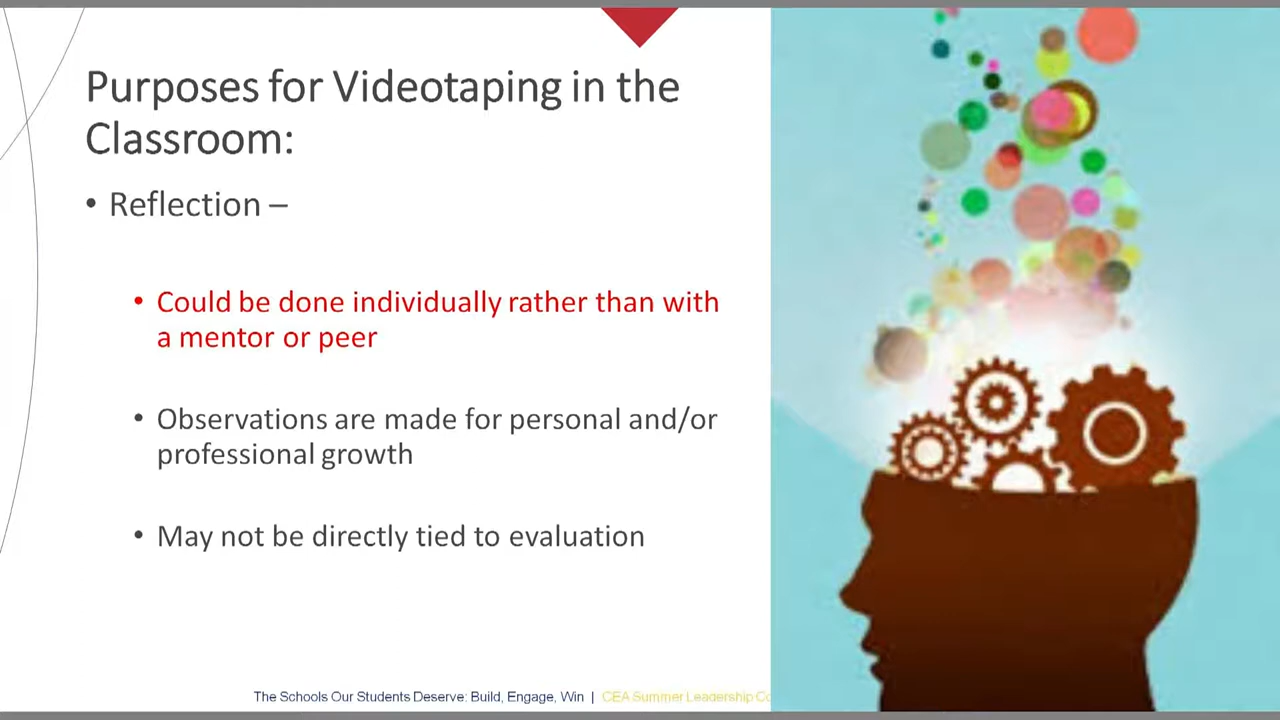 Purposes for Videotaping in the
Classroom:
• Reflection –
• Could be done individually rather than with
a mentor or peer
• Observations are made for personal and/or
professional growth
• May not be directly tied to evaluation
The Schools Our Students Deserve: Build, Engage, Win | CEA Summer Leadership Co